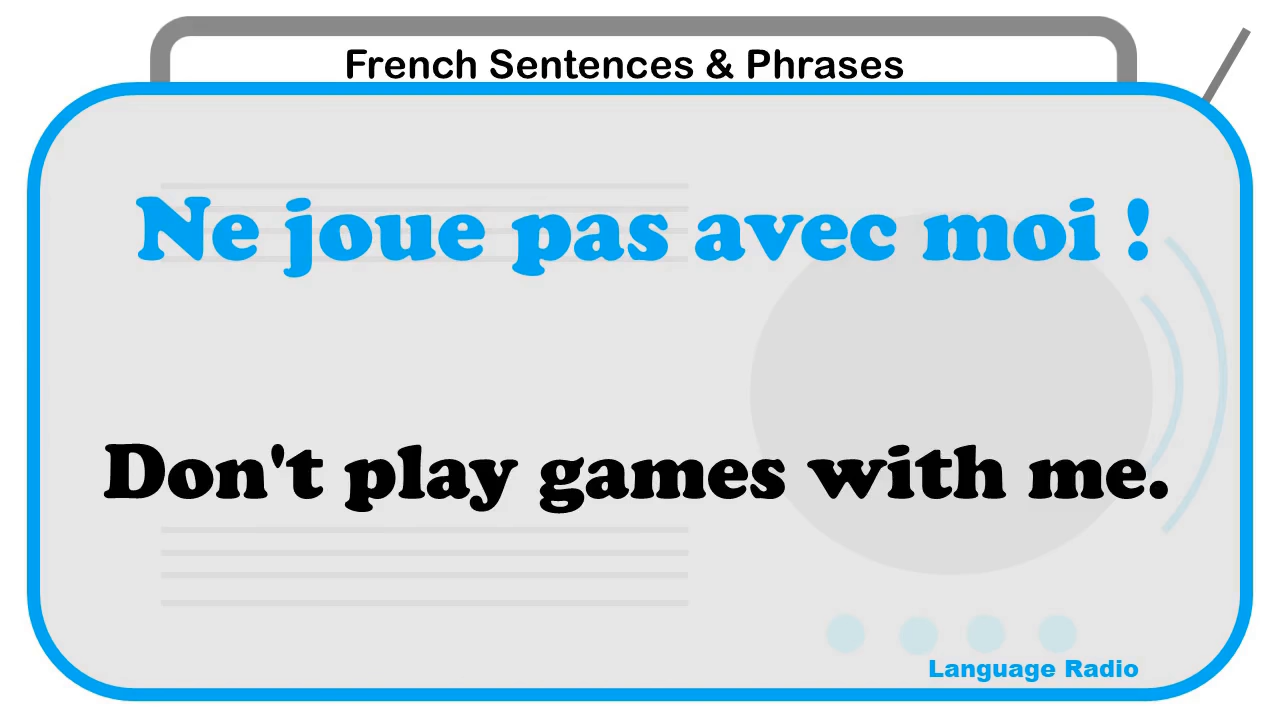 French Sentences & Phrases
Ne joue pas avec moi !
Don't play games with me.
Language Radio